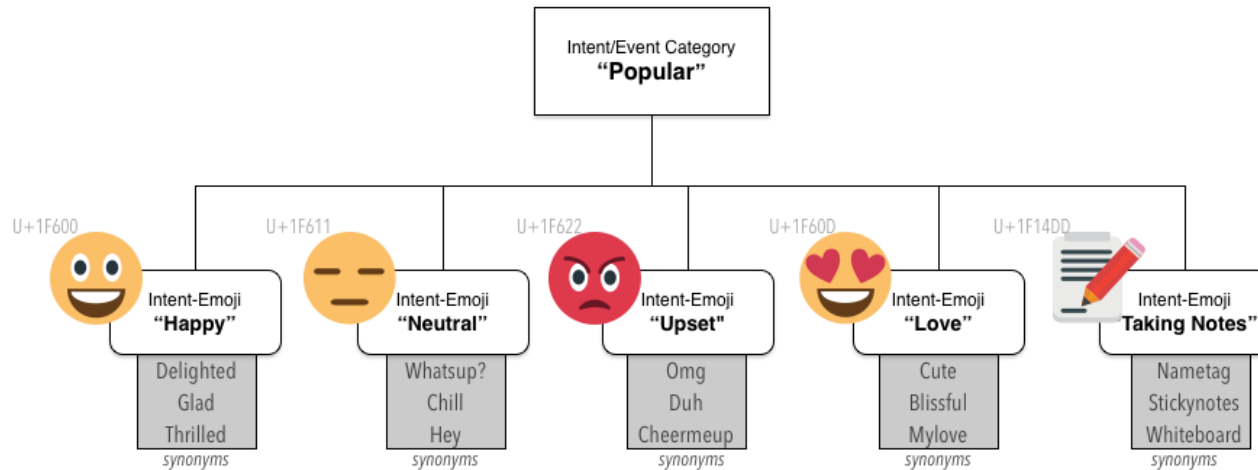 Intent/Event Category
“Popular”
U+1F600
U+1F611
U+1F622
U+1F60D
U+1F14DD
Intent-Emoji
“Happy”
Intent-Emoji
“Neutral”
Intent-Emoji
“Upset"
Intent-Emoji
“Love”
Intent-Emoji
Taking Notes”
Delighted
Glad
Thrilled
synonyms
Whatsup?
Chill
Hey
synonyms
Omg
Duh
Cheermeup
synonyms
Cute
Blissful
Mylove
synonyms
Nametag
Stickynotes
Whiteboard
synonyms